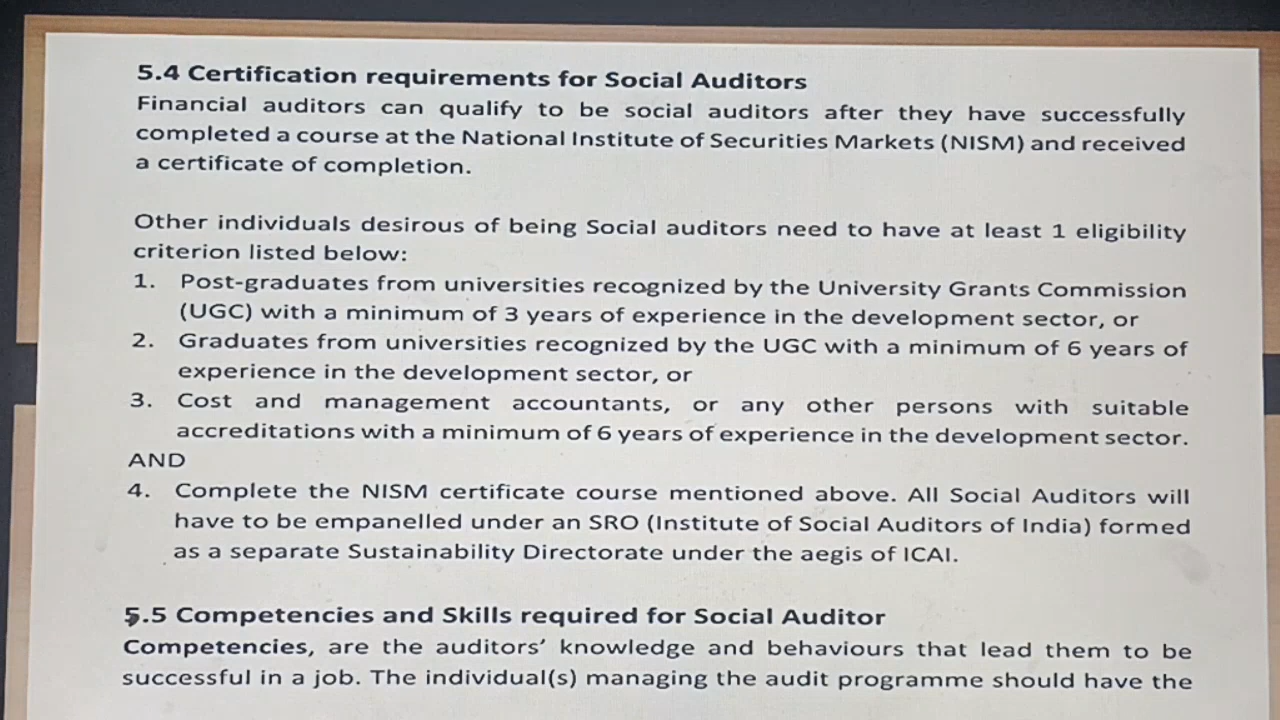 5.4 Certification requirements for Social Auditors
Financial auditors can qualify to be social auditors after they have successfully
completed a course at the National Institute of Securities Markets (NISM) and received
a certificate of completion.
Other individuals desirous of being Social auditors need to have at least 1 eligibility
criterion listed below:
1. Post-graduates from universities recognized by the University Grants Commission
(UGC) with a minimum of 3 years of experience in the development sector, or
2. Graduates from universities recognized by the UGC with a minimum of 6 years of
experience in the development sector, or
3. Cost and management accountants, or any other persons with suitable
accreditations with a minimum of 6 years of experience in the development sector.
AND
4. Complete the NISM certificate course mentioned above. All Social Auditors will
have to be empanelled under an SRO (Institute of Social Auditors of India) formed
as a separate Sustainability Directorate under the aegis of ICAI.
5.5 Competencies and Skills required for Social Auditor
Competencies, are the auditors’ knowledge and behaviours that lead them to be
successful in a job. The individual(s) managing the audit programme should have the